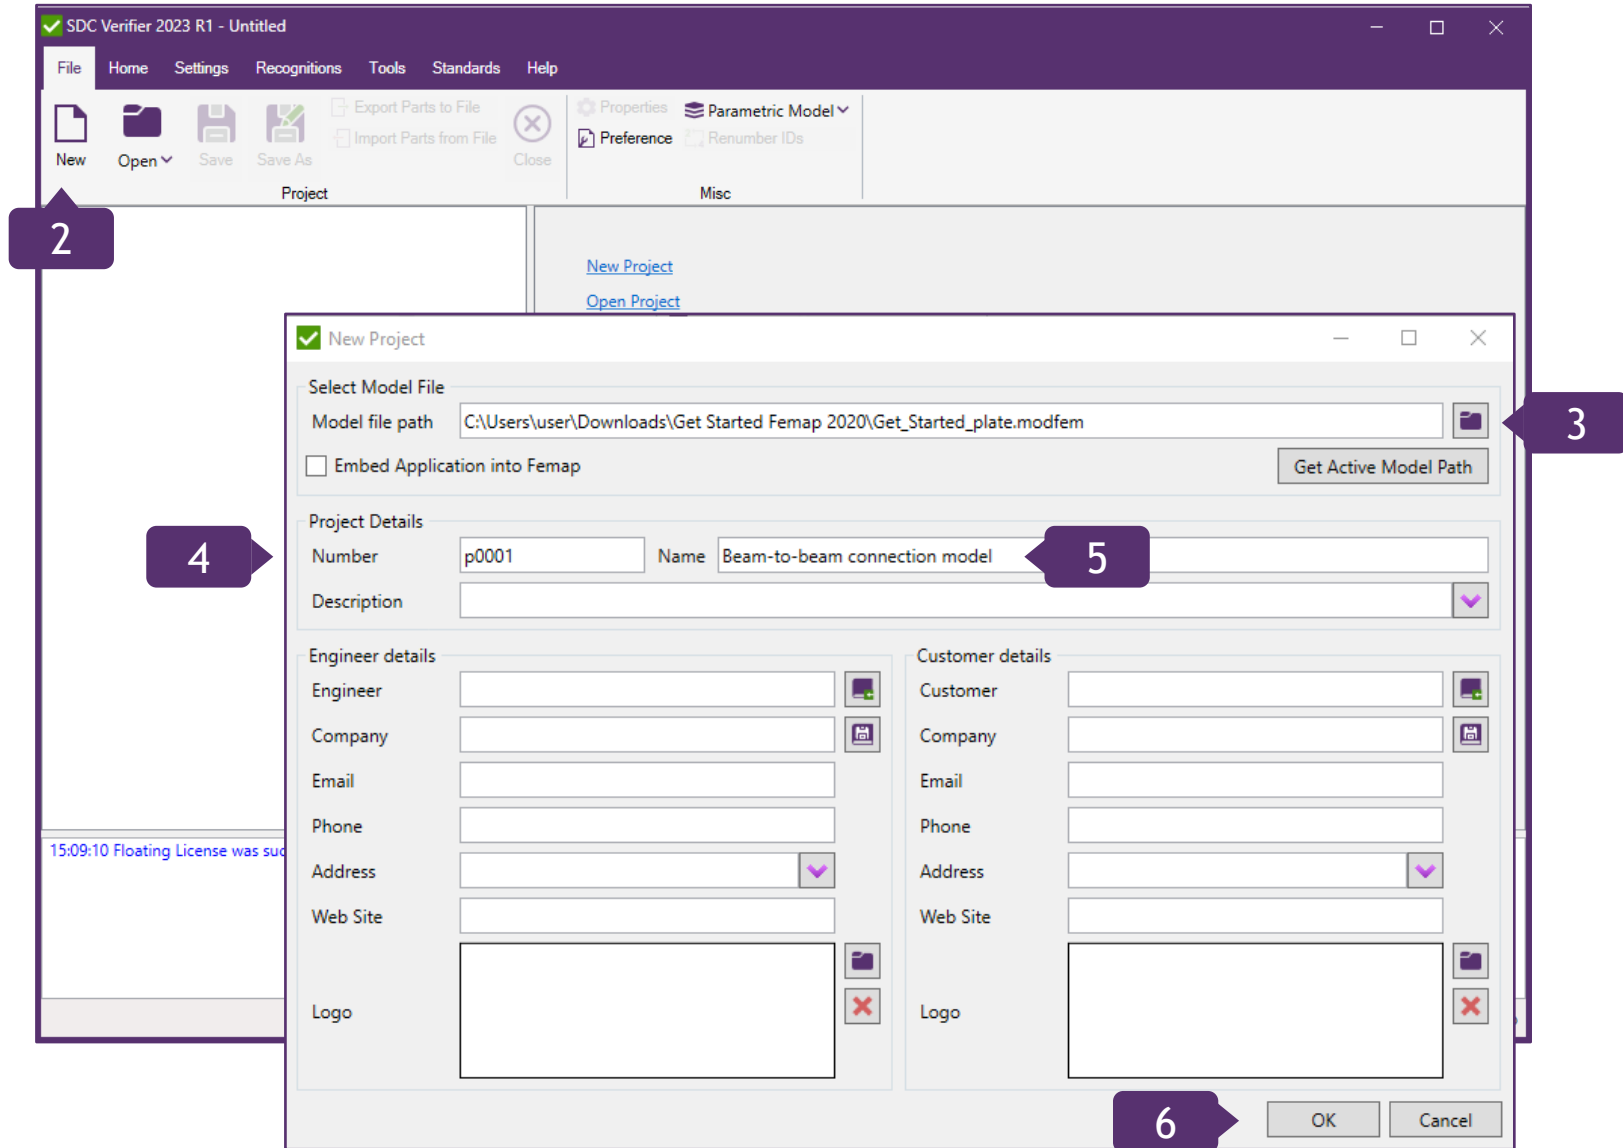 SDC Verifier 2023 R1 - Untitled
File Home Settings Recognitions Tools Standards Help
New
Open
Save
Save As
Export Parts to File
Import Parts from File
Close
Project
Properties
Preference
Parametric Model
Renumber IDs
Misc
2
New Project
Open Project
New Project
Select Model File
Model file path C:\Users\user\Downloads\Get Started Femap 2020\Get_Started_plate.modfem
3
Embed Application into Femap
Get Active Model Path
Project Details
4
Number p0001 Name Beam-to-beam connection model
5
Description
Engineer details
Engineer
Company
Email
Phone
Address
Web Site
Logo
Customer details
Customer
Company
Email
Phone
Address
Web Site
Logo
15:09:10 Floating License was
6
OK
Cancel